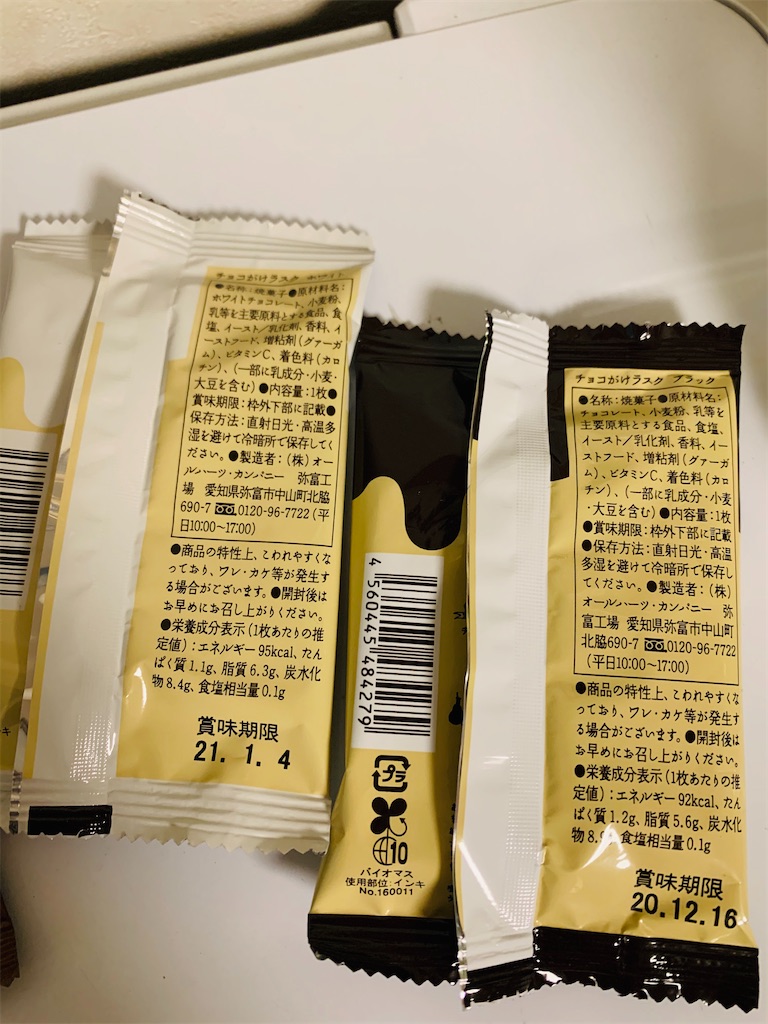 チョコがけラスク ホワイト
●名称:焼菓子●原材料名:
ホワイトチョコレート、小麦粉、
乳等を主要原料とする食品、食
塩、イースト/乳化剤、香料、イ
ーストフード、増粘剤(グァーガ
ム)、ビタミンC、着色料(カロ
チン)、(一部に乳成分・小麦・
大豆を含む)●内容量:1枚●
賞味期限:枠外下部に記載●
保存方法:直射日光・高温多
湿を避けて冷暗所で保存してく
ださい。●製造者:(株)オー
ルハーツ・カンパニー 弥富工
場 愛知県弥富市中山町北脇
690-7 0120-96-7722(平
日10:00〜17:00)
●商品の特性上、こわれやすくな
っており、ワレ・カケ等が発生す
る場合がございます。●開封後は
お早めにお召し上がりください。
●栄養成分表示(1枚あたりの推
定値):エネルギー95kcal、たん
ぱく質1.1g、脂質6.3g、炭水化
物8.4g、食塩相当量0.1g
賞味期限
21. 1. 4
4 560445 484279
プラ
10
バイオマス
使用部位:インキ
No.160011
チョコがけラスク ブラック
●名称:焼菓子●原材料名:
チョコレート、小麦粉、乳等を
主要原料とする食品、食塩、
イースト/乳化剤、香料、イー
ストフード、増粘剤(グァーガ
ム)、ビタミンC、着色料(カロ
チン)、(一部に乳成分・小麦
・大豆を含む)●内容量:1枚
●賞味期限:枠外下部に記載
●保存方法:直射日光・高温
多湿を避けて冷暗所で保存し
てください。●製造者:(株)
オールハーツ・カンパニー 弥
富工場 愛知県弥富市中山町
北脇690-7 0120-96-7722
(平日10:00〜17:00)
●商品の特性上、こわれやすくな
っており、ワレ・カケ等が発生す
る場合がございます。●開封後は
お早めにお召し上がりください。
●栄養成分表示(1枚あたりの推
定値):エネルギー92kcal、たん
ぱく質1.2g、脂質5.6g、炭水化
食塩相当量0.1g
賞味期限
20.12.16